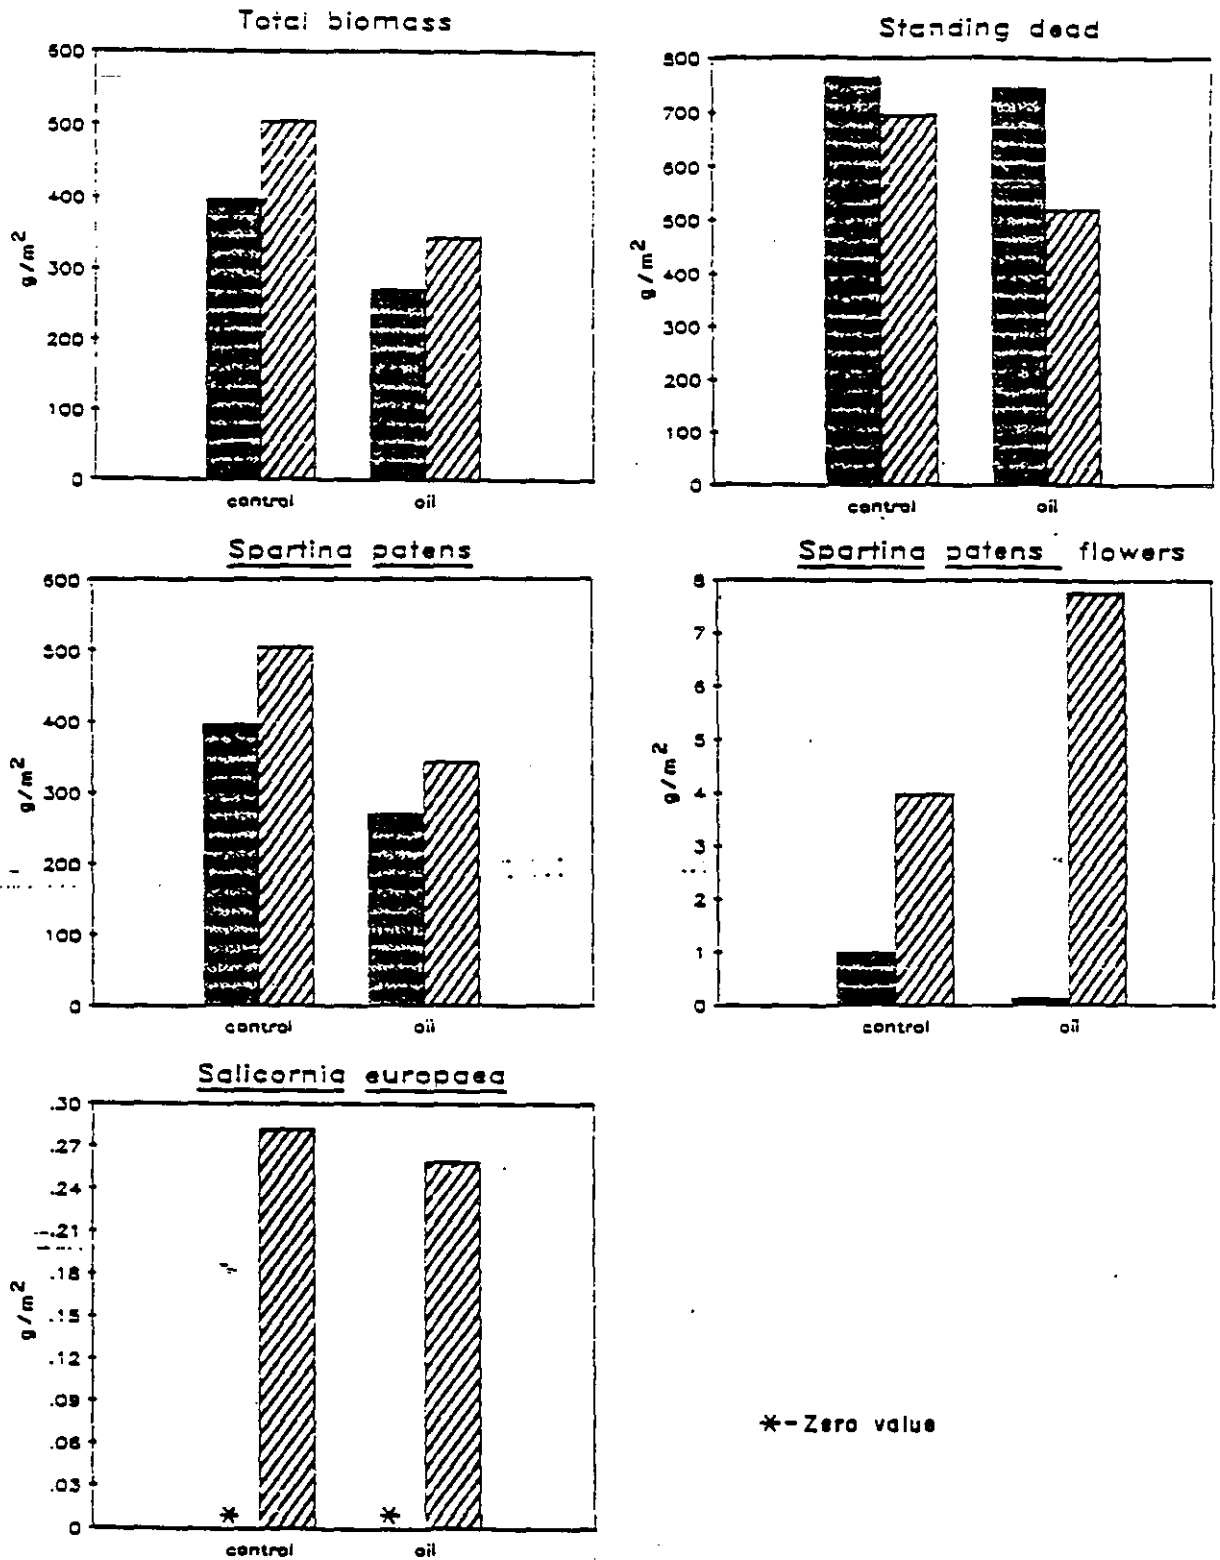 Total biomass
600
500
400
300
200
100
0
g/m²
control oil
Standing dead
800
700
600
500
400
300
200
100
0
g/m²
control oil
Spartina patens
600
500
400
300
200
100
0
g/m²
control oil
Spartina patens flowers
8
7
6
5
4
3
2
1
0
g/m²
control oil
Salicornia europaea
.30
.27
.24
.21
.18
.15
.12
.09
.06
.03
0
g/m²
* *
control oil
*-Zero value